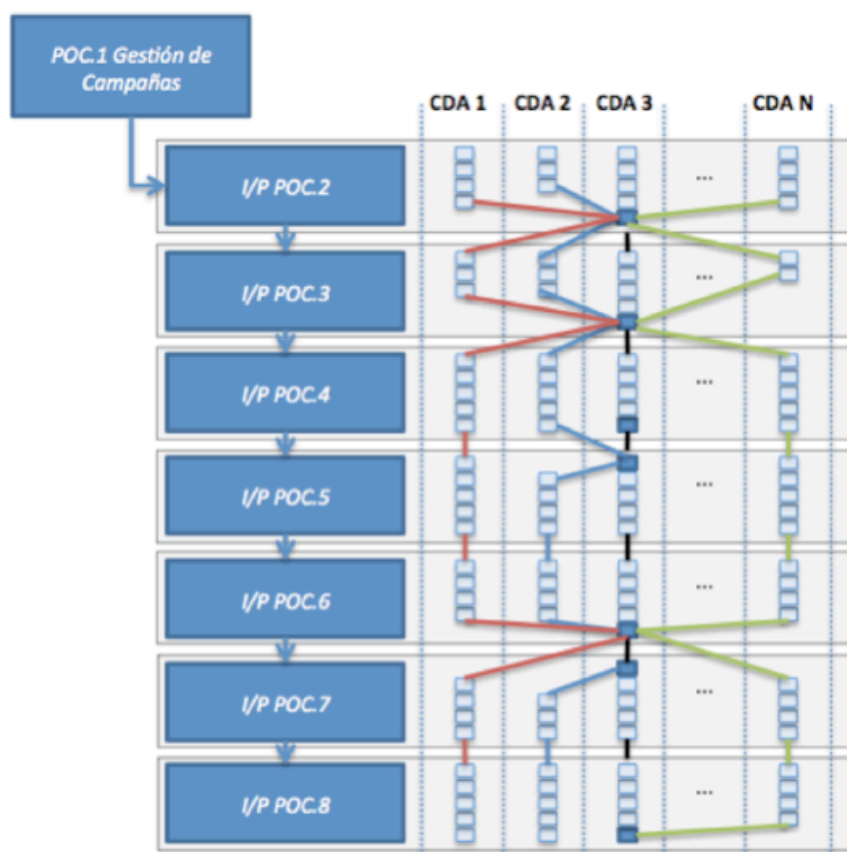 POC.1 Gestión de
Campañas
CDA 1 CDA 2 CDA 3 CDA N
I/P POC.2
...
I/P POC.3
...
I/P POC.4
...
I/P POC.5
...
I/P POC.6
...
I/P POC.7
...
I/P POC.8
...